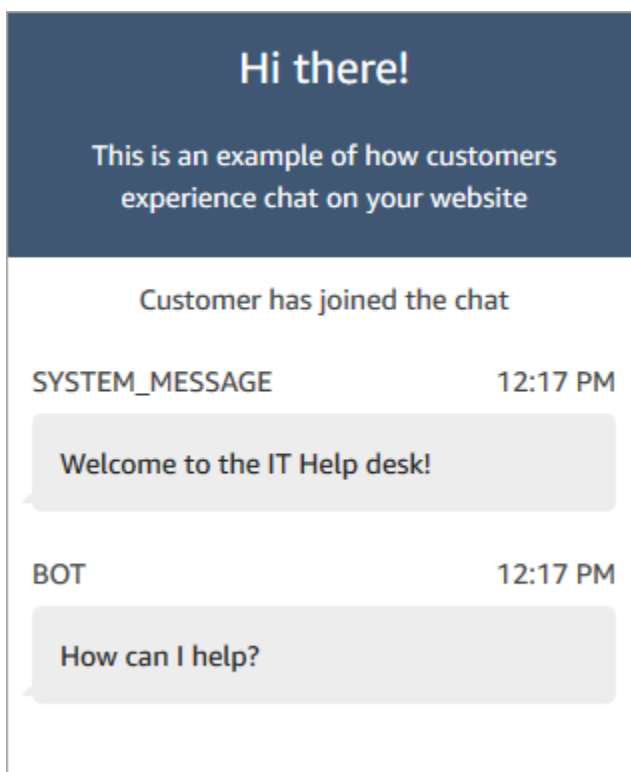 Hi there!
This is an example of how customers
experience chat on your website
Customer has joined the chat
SYSTEM_MESSAGE 12:17 PM
Welcome to the IT Help desk!
BOT 12:17 PM
How can I help?